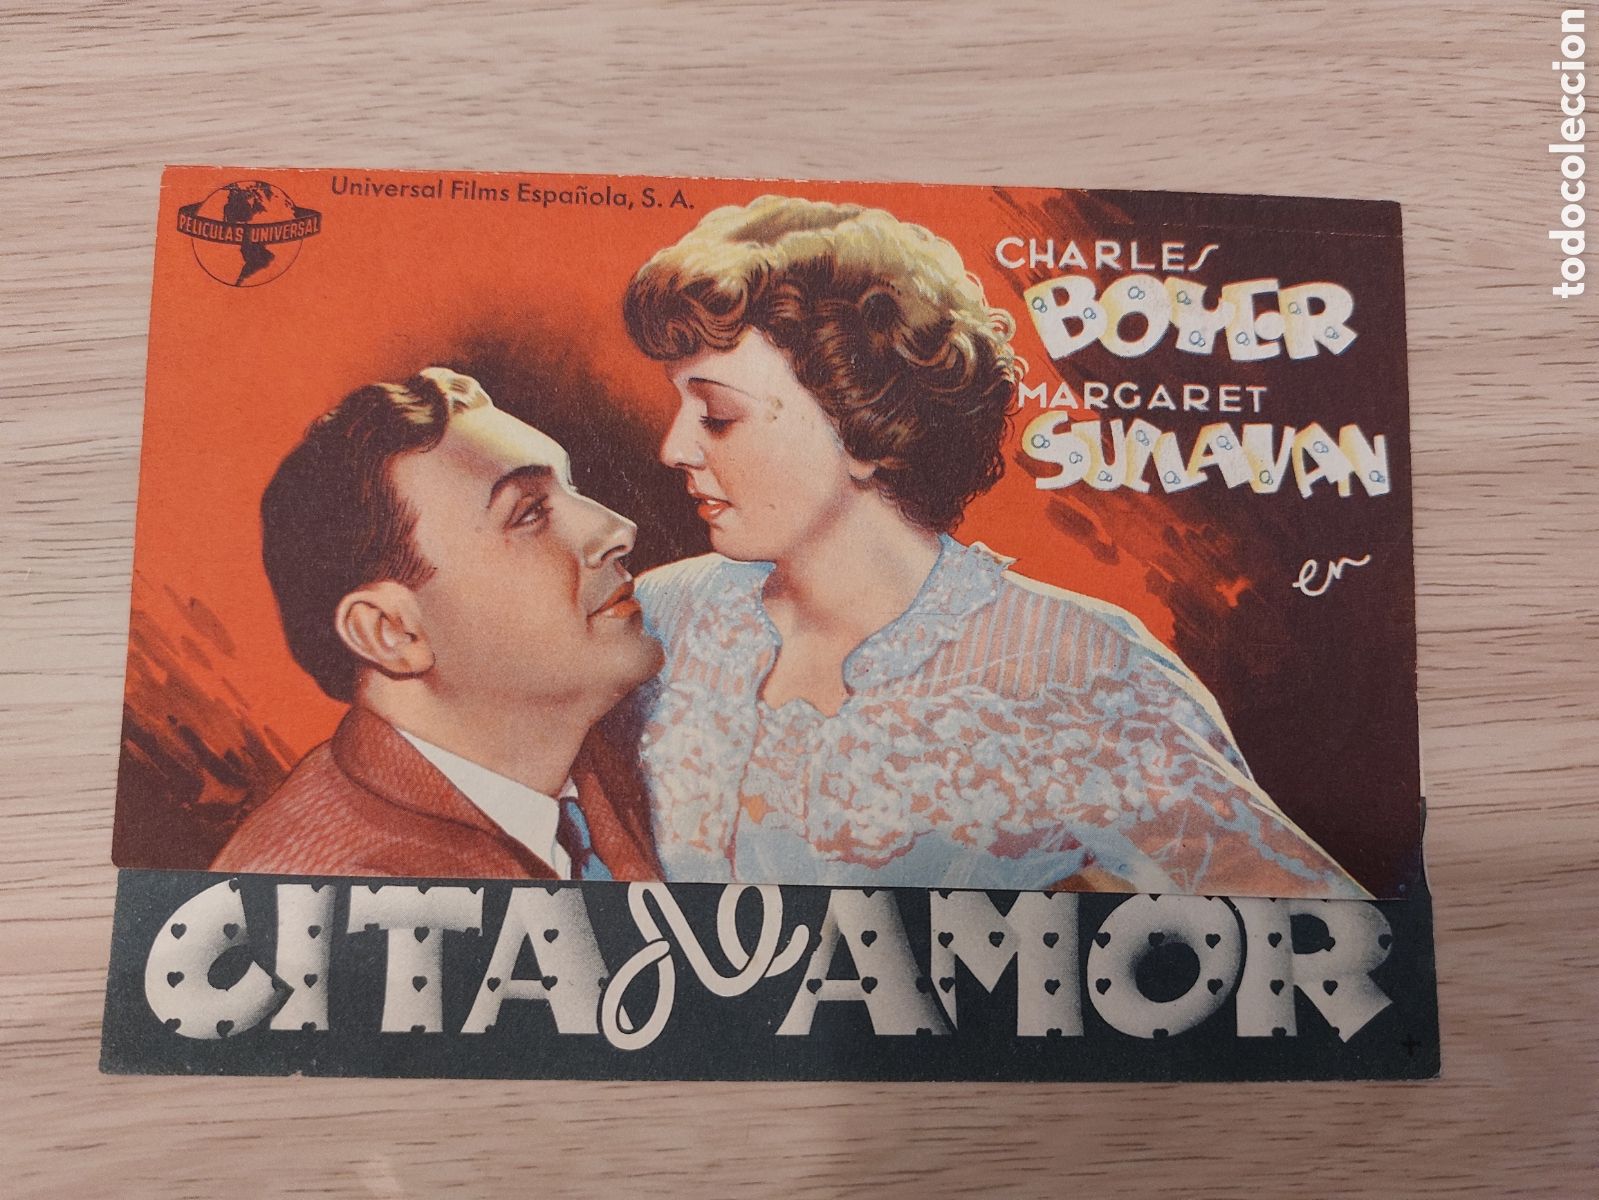 todocoleccion
Universal Films Española, S. A.
PELICULAS UNIVERSAL
CHARLES
BOYER
MARGARET
SULLAVAN
en
CITA de AMOR